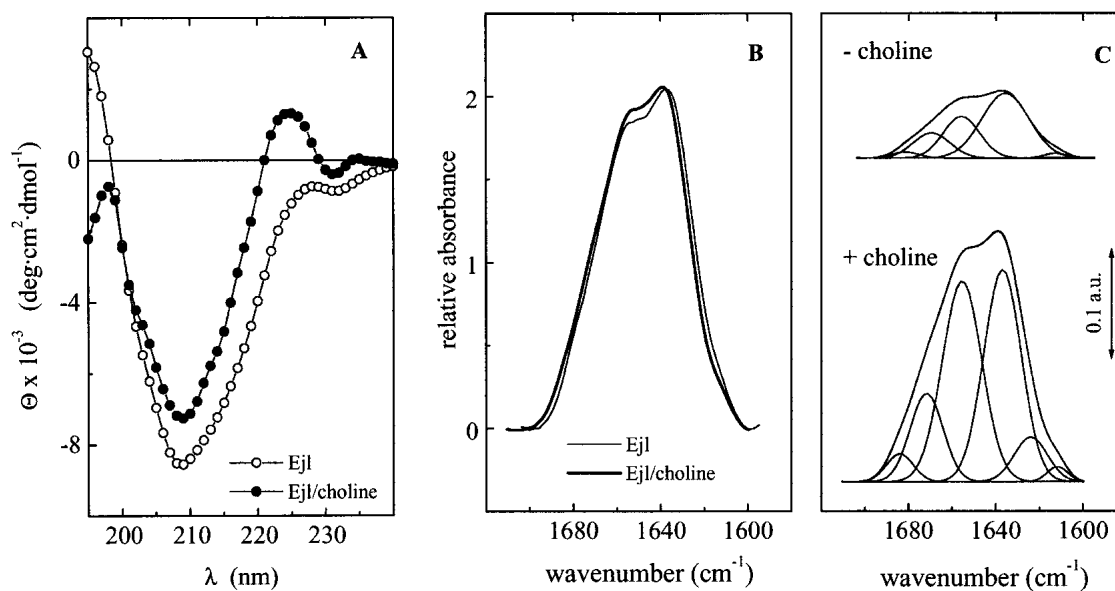 A
Θ x 10⁻³ (deg·cm²·dmol⁻¹)
0
-4
-8
Ejl
Ejl/choline
200 210 220 230
λ (nm)
B
relative absorbance
2
1
0
Ejl
Ejl/choline
1680 1640 1600
wavenumber (cm⁻¹)
C
- choline
+ choline
0.1 a.u.
1680 1640 1600
wavenumber (cm⁻¹)